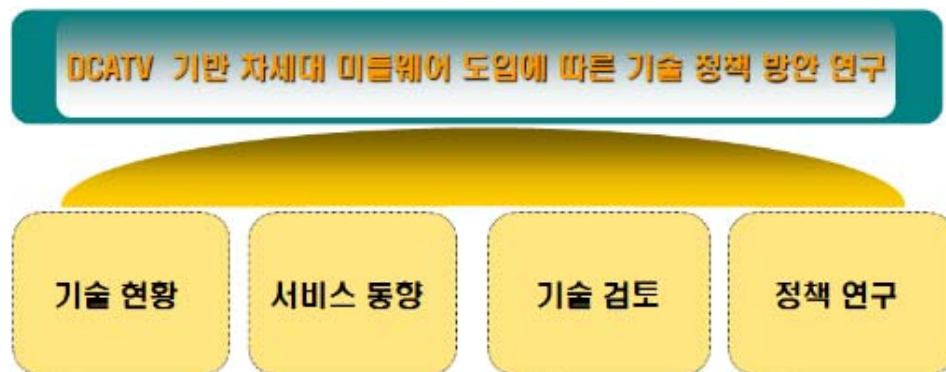 DCATV 기반 차세대 미들웨어 도입에 따른 기술 정책 방안 연구
기술 현황
서비스 동향
기술 검토
정책 연구